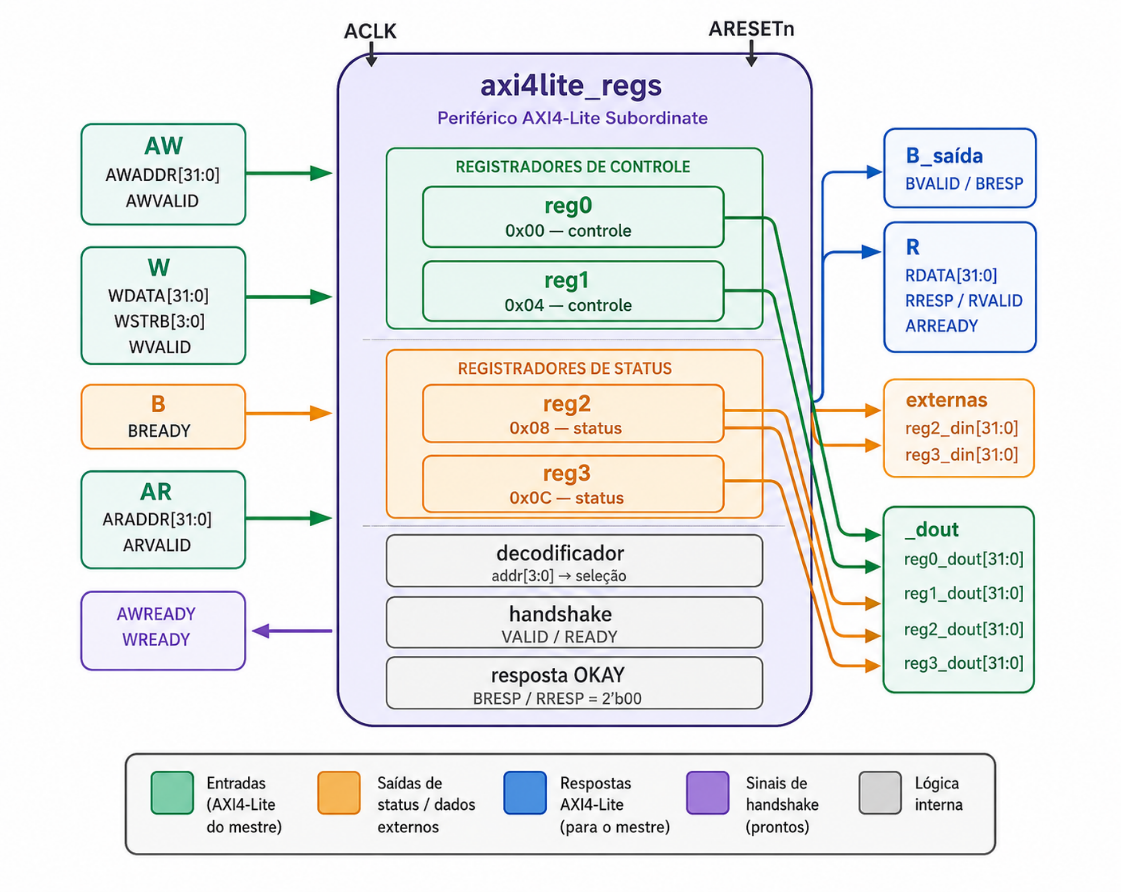 ACLK
ARESETn
axi4lite_regs
Periférico AXI4-Lite Subordinate
AW
AWADDR[31:0]
AWVALID
W
WDATA[31:0]
WSTRB[3:0]
WVALID
B
BREADY
AR
ARADDR[31:0]
ARVALID
AWREADY
WREADY
REGISTRADORES DE CONTROLE
reg0
0x00 — controle
reg1
0x04 — controle
REGISTRADORES DE STATUS
reg2
0x08 — status
reg3
0x0C — status
decodificador
addr[3:0] → seleção
handshake
VALID / READY
resposta OKAY
BRESP / RRESP = 2'b00
B_saída
BVALID / BRESP
R
RDATA[31:0]
RRESP / RVALID
ARREADY
externas
reg2_din[31:0]
reg3_din[31:0]
_dout
reg0_dout[31:0]
reg1_dout[31:0]
reg2_dout[31:0]
reg3_dout[31:0]
Entradas
(AXI4-Lite
do mestre)
Saídas de
status / dados
externos
Respostas
AXI4-Lite
(para o mestre)
Sinais de
handshake
(prontos)
Lógica
interna